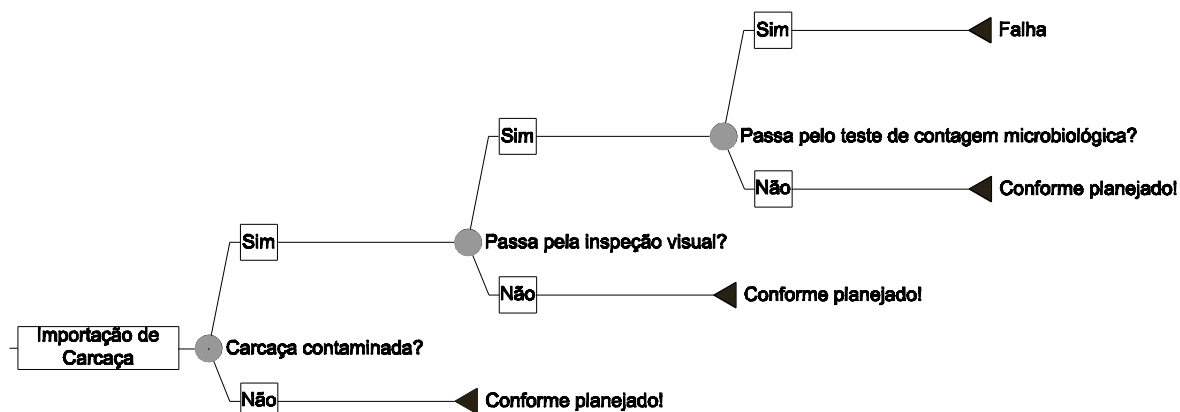 Sim
Falha
Sim
Passa pelo teste de contagem microbiológica?
Não
Conforme planejado!
Sim
Passa pela inspeção visual?
Não
Conforme planejado!
Importação de
Carcaça
Carcaça contaminada?
Não
Conforme planejado!